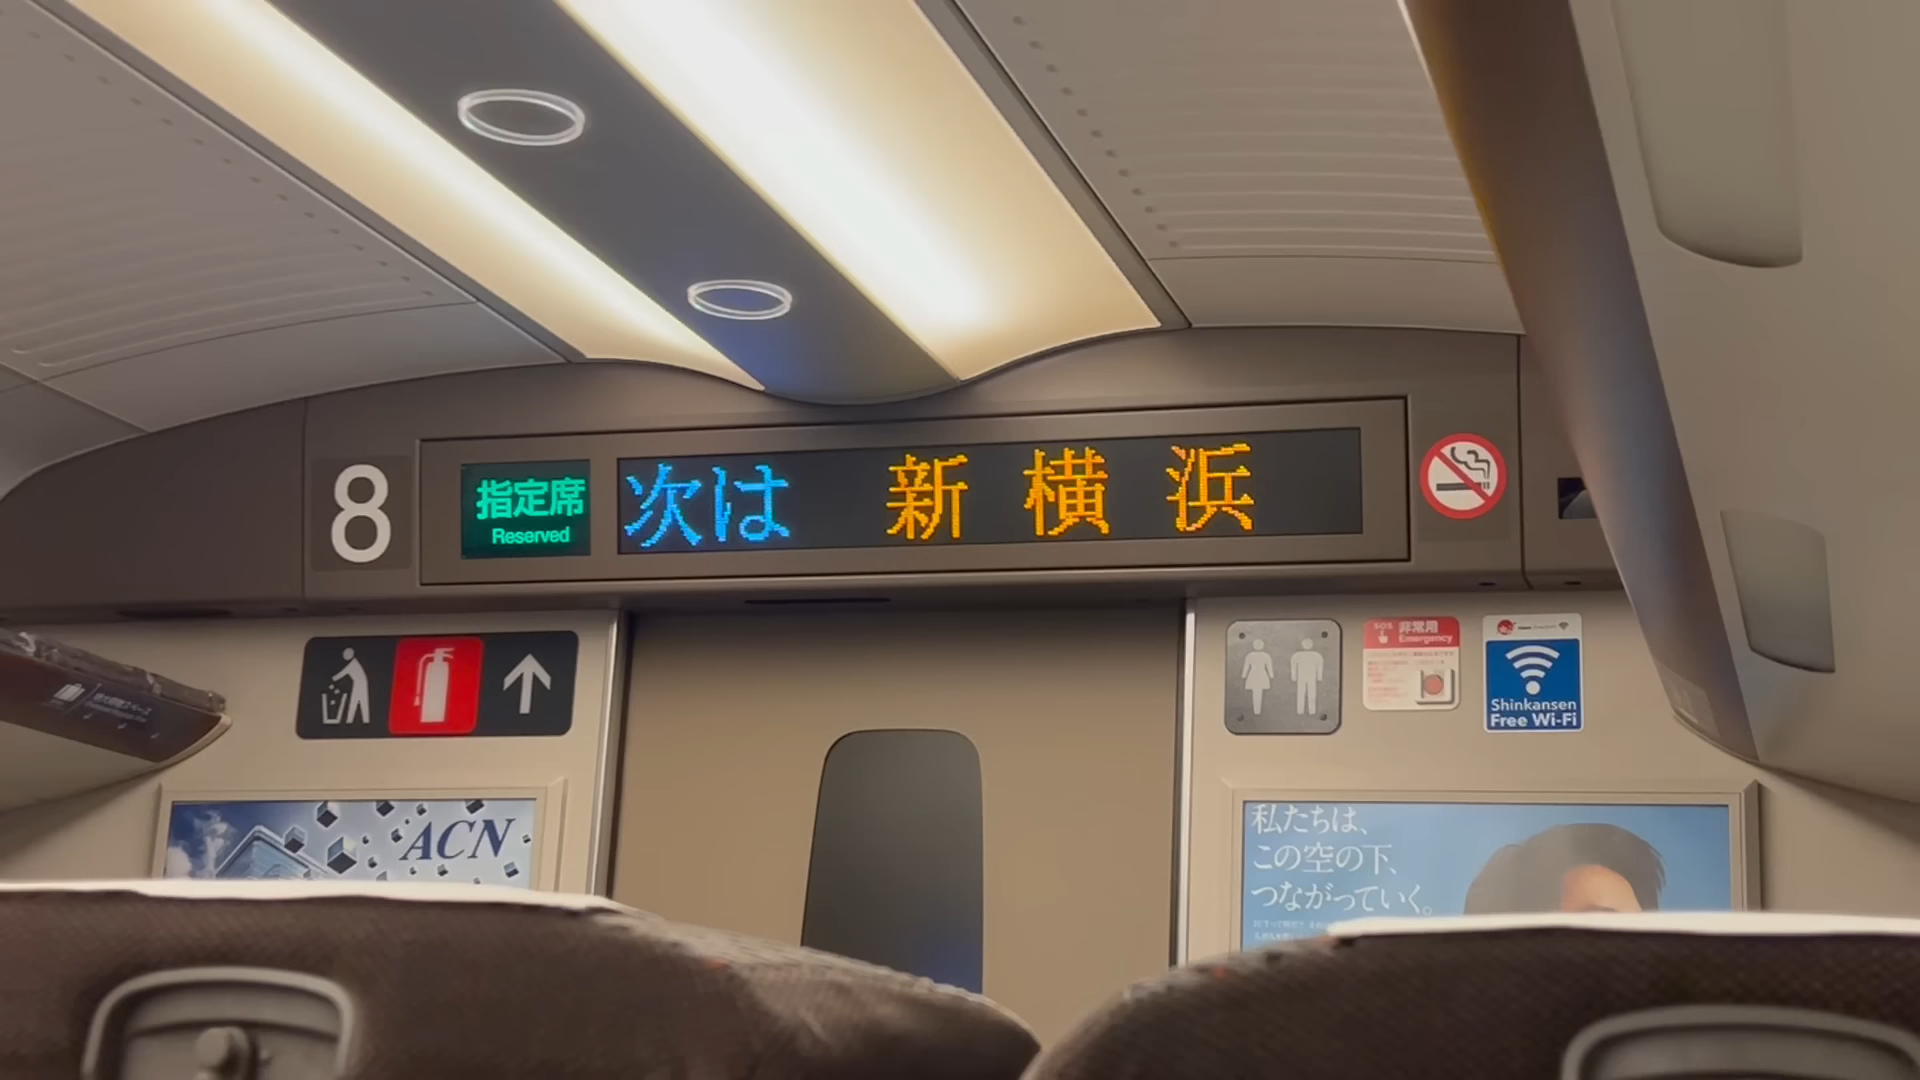 8
指定席
Reserved
次は 新横浜
SOS 非常用
Emergency
Shinkansen
Free Wi-Fi
ACN
私たちは、
この空の下、
つながっていく。